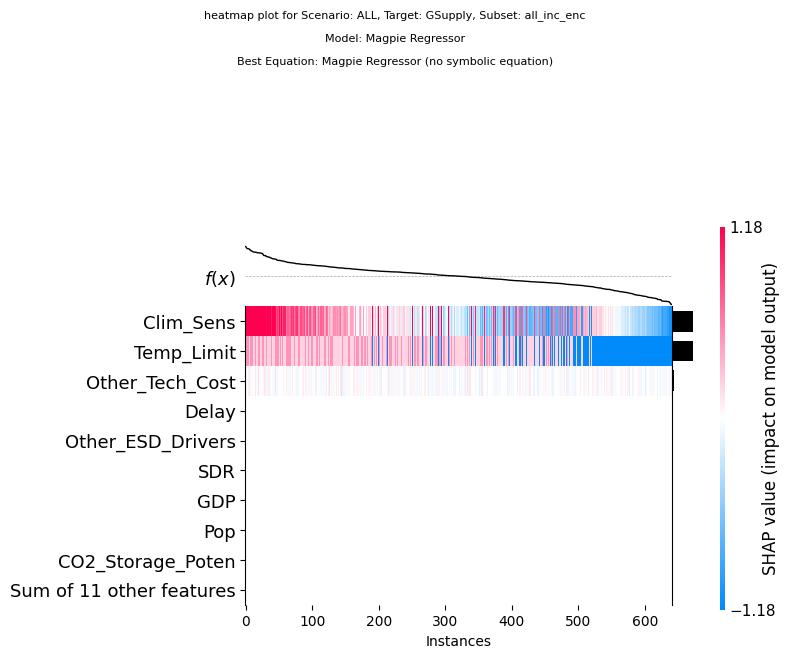 heatmap plot for Scenario: ALL, Target: GSupply, Subset: all_inc_enc
Model: Magpie Regressor
Best Equation: Magpie Regressor (no symbolic equation)
1.18
f(x)
Clim_Sens
Temp_Limit
Other_Tech_Cost
Delay
Other_ESD_Drivers
SDR
GDP
Pop
CO2_Storage_Poten
Sum of 11 other features
SHAP value (impact on model output)
−1.18
0 100 200 300 400 500 600
Instances